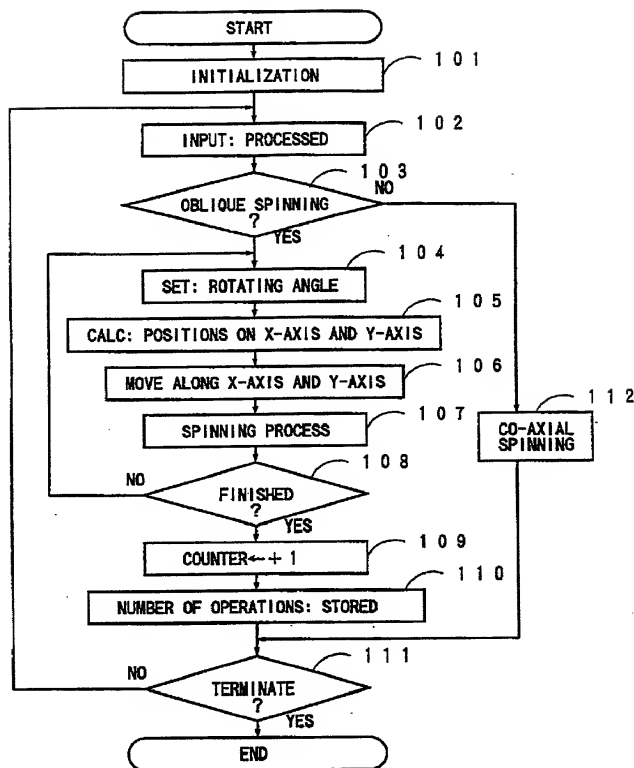 START
INITIALIZATION
101
INPUT: PROCESSED
102
103
OBLIQUE SPINNING
?
NO
YES
104
SET: ROTATING ANGLE
105
CALC: POSITIONS ON X-AXIS AND Y-AXIS
106
MOVE ALONG X-AXIS AND Y-AXIS
107
SPINNING PROCESS
112
CO-AXIAL
SPINNING
108
NO
FINISHED
?
YES
109
COUNTER←+1
110
NUMBER OF OPERATIONS: STORED
111
NO
TERMINATE
?
YES
END